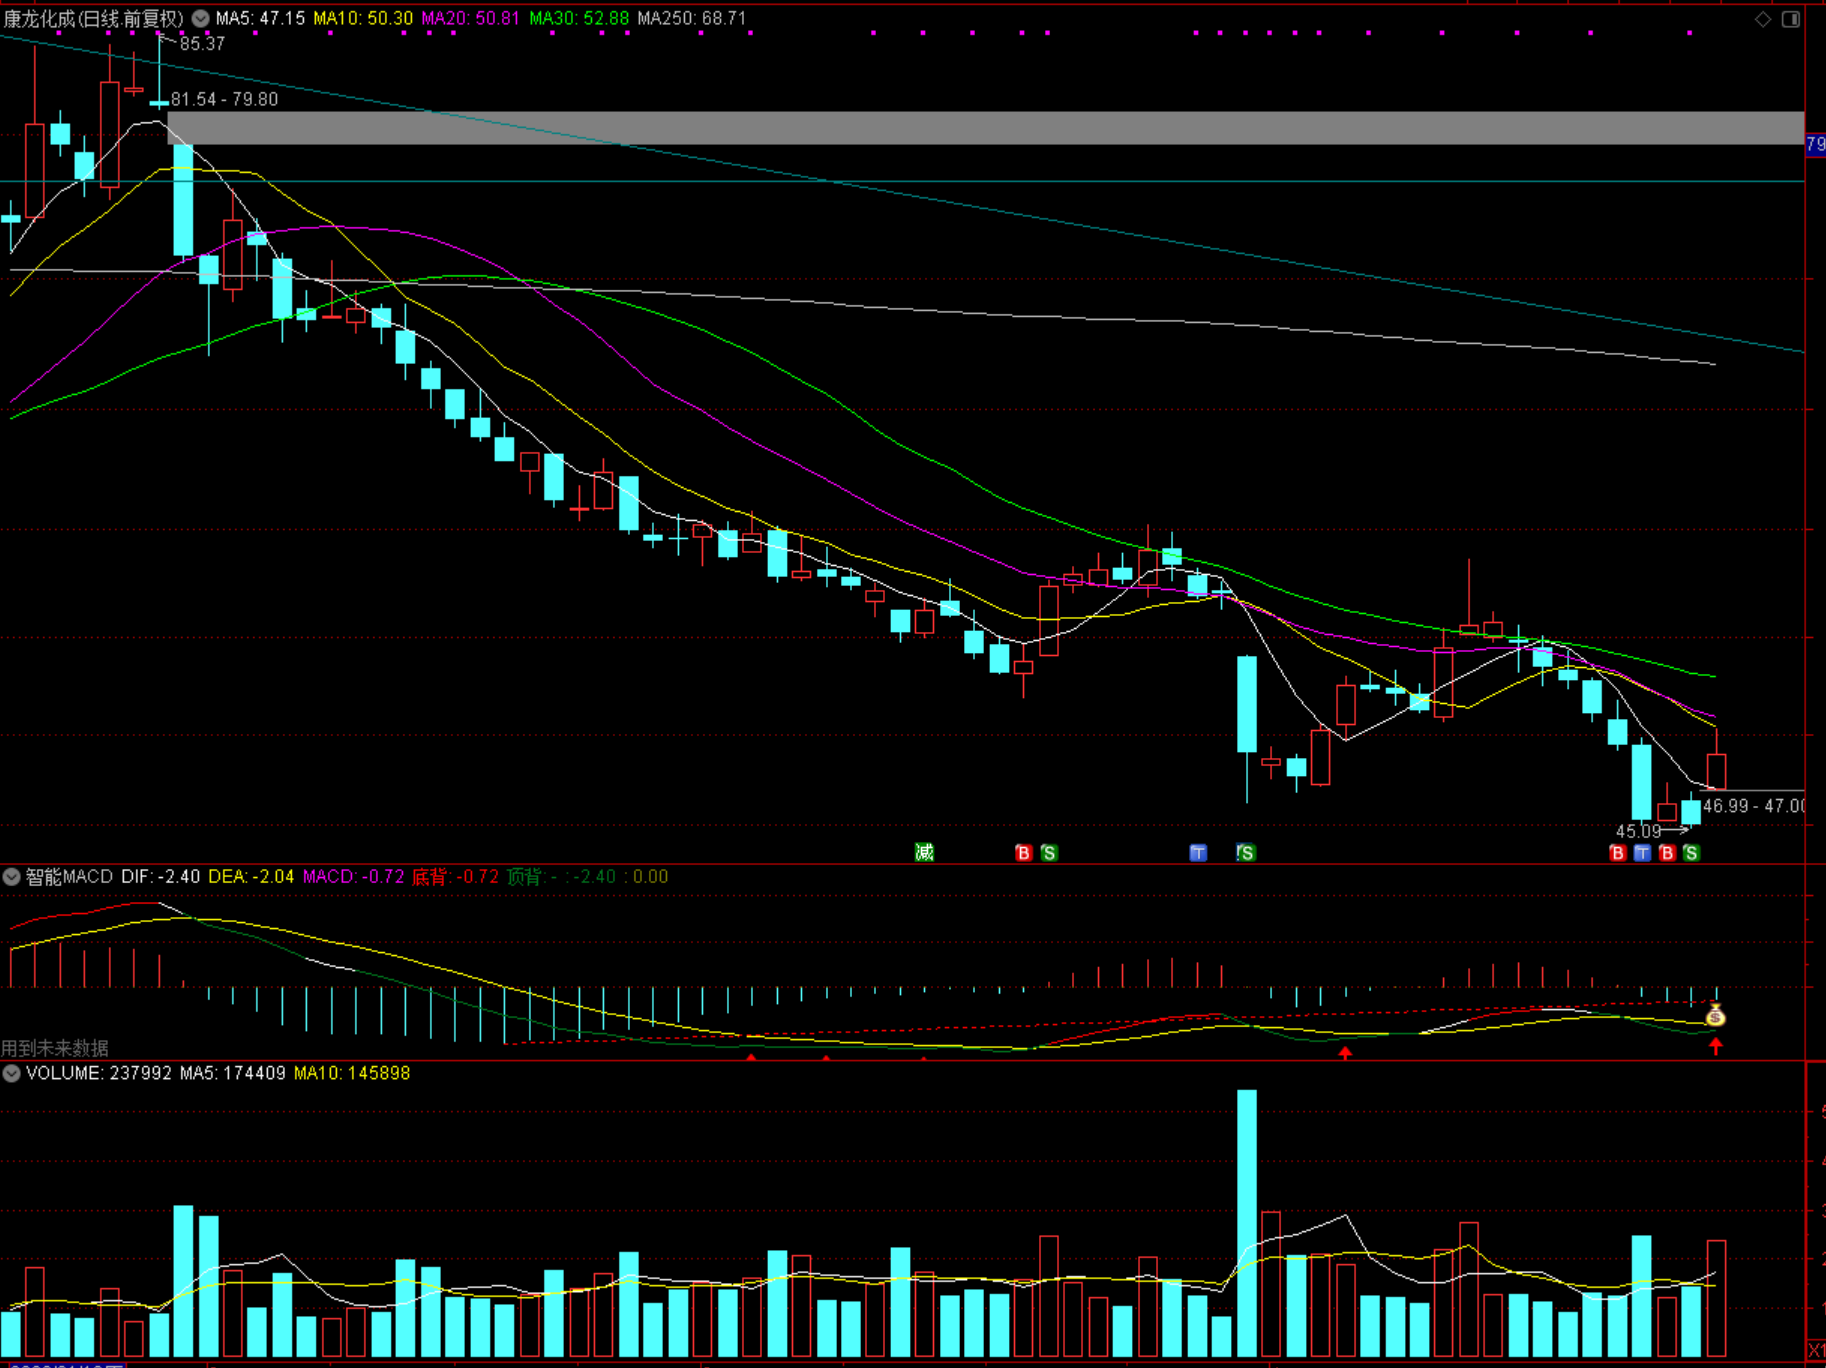 康龙化成(日线.前复权) MA5: 47.15 MA10: 50.30 MA20: 50.81 MA30: 52.88 MA250: 68.71
85.37
81.54 - 79.80
79
46.99 - 47.00
45.09
减 B S T S B T B S
智能MACD DIF: -2.40 DEA: -2.04 MACD: -0.72 底背: -0.72 顶背: - : -2.40 : 0.00
用到未来数据
VOLUME: 237992 MA5: 174409 MA10: 145898
X1